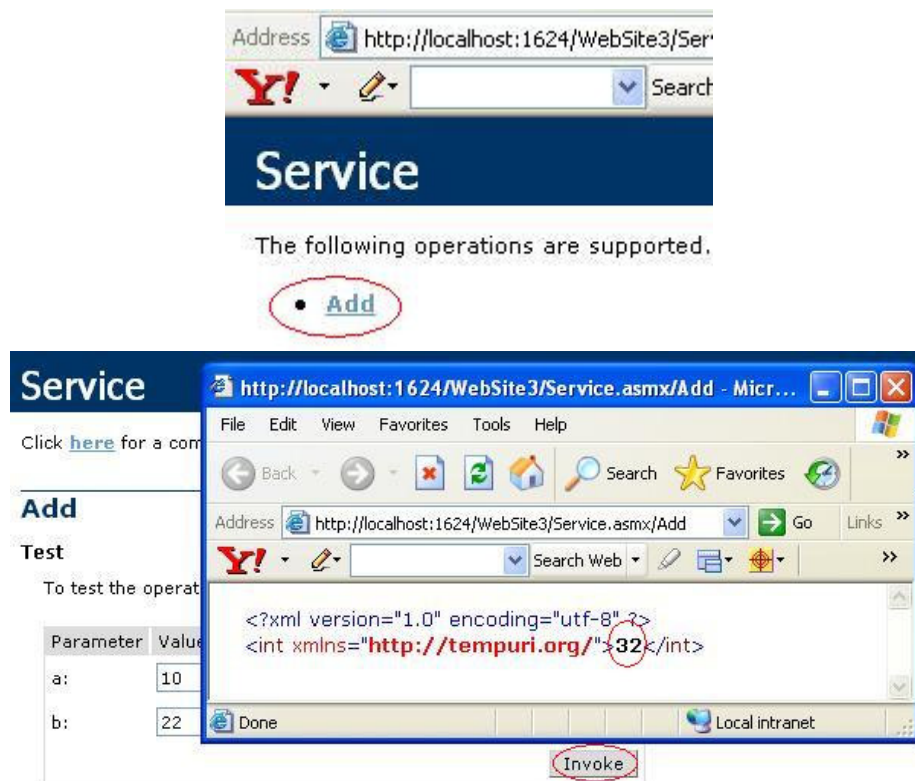 Address http://localhost:1624/WebSite3/Ser
Y! Search
Service
The following operations are supported.
• Add
Service
Click here for a com
Add
Test
To test the operat
Parameter Value
a: 10
b: 22
Invoke
http://localhost:1624/WebSite3/Service.asmx/Add - Micr...
File Edit View Favorites Tools Help
Back Search Favorites »
Address http://localhost:1624/WebSite3/Service.asmx/Add Go Links »
Y! Search Web »
<?xml version="1.0" encoding="utf-8" ?>
<int xmlns="http://tempuri.org/">32</int>
Done Local intranet